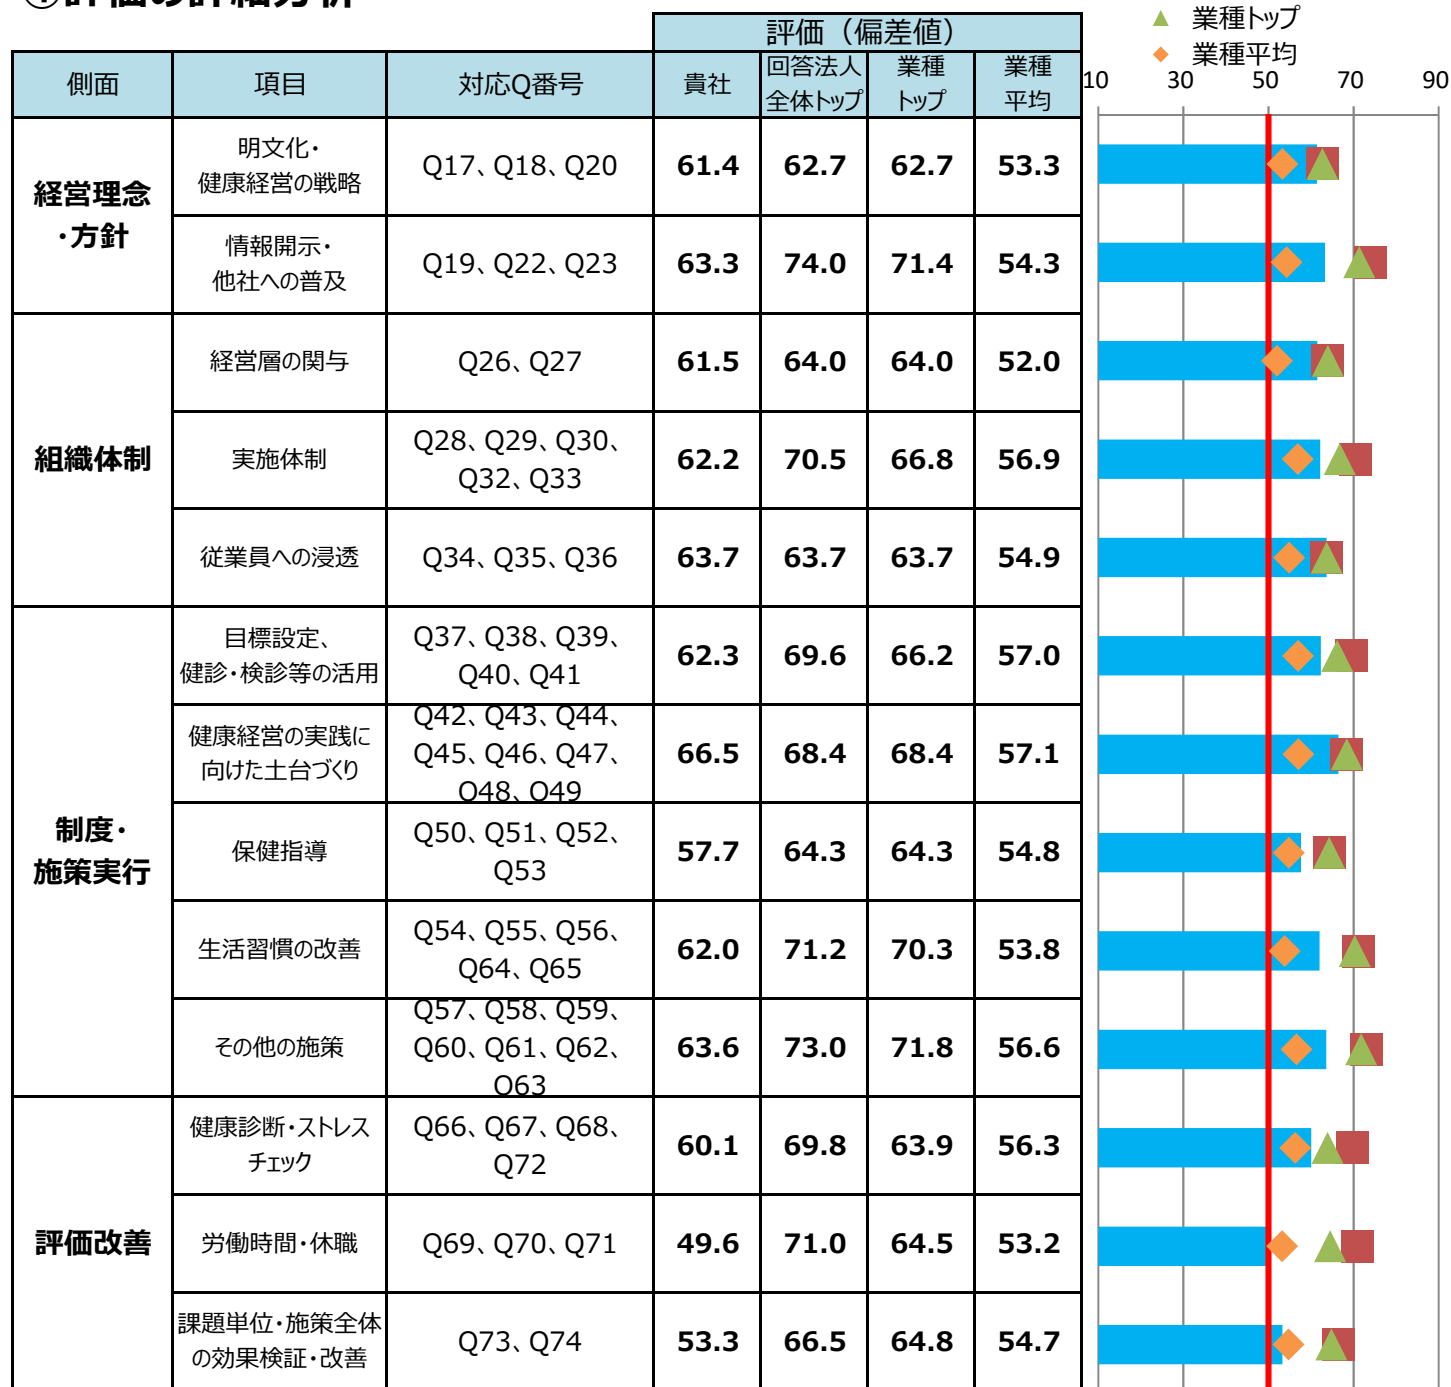 ①評価の詳細分析
業種トップ
業種平均
評価（偏差値）
側面 項目 対応Q番号 貴社 回答法人 業種 業種
全体トップ トップ 平均
10 30 50 70 90
経営理念
・方針
明文化・
健康経営の戦略
Q17、Q18、Q20 61.4 62.7 62.7 53.3
情報開示・
他社への普及
Q19、Q22、Q23 63.3 74.0 71.4 54.3
組織体制
経営層の関与 Q26、Q27 61.5 64.0 64.0 52.0
実施体制
Q28、Q29、Q30、
Q32、Q33
62.2 70.5 66.8 56.9
従業員への浸透 Q34、Q35、Q36 63.7 63.7 63.7 54.9
制度・
施策実行
目標設定、
健診・検診等の活用
Q37、Q38、Q39、
Q40、Q41
62.3 69.6 66.2 57.0
健康経営の実践に
向けた土台づくり
Q42、Q43、Q44、
Q45、Q46、Q47、
Q48、Q49
66.5 68.4 68.4 57.1
保健指導
Q50、Q51、Q52、
Q53
57.7 64.3 64.3 54.8
生活習慣の改善
Q54、Q55、Q56、
Q64、Q65
62.0 71.2 70.3 53.8
その他の施策
Q57、Q58、Q59、
Q60、Q61、Q62、
Q63
63.6 73.0 71.8 56.6
評価改善
健康診断・ストレス
チェック
Q66、Q67、Q68、
Q72
60.1 69.8 63.9 56.3
労働時間・休職 Q69、Q70、Q71 49.6 71.0 64.5 53.2
課題単位・施策全体
の効果検証・改善
Q73、Q74 53.3 66.5 64.8 54.7